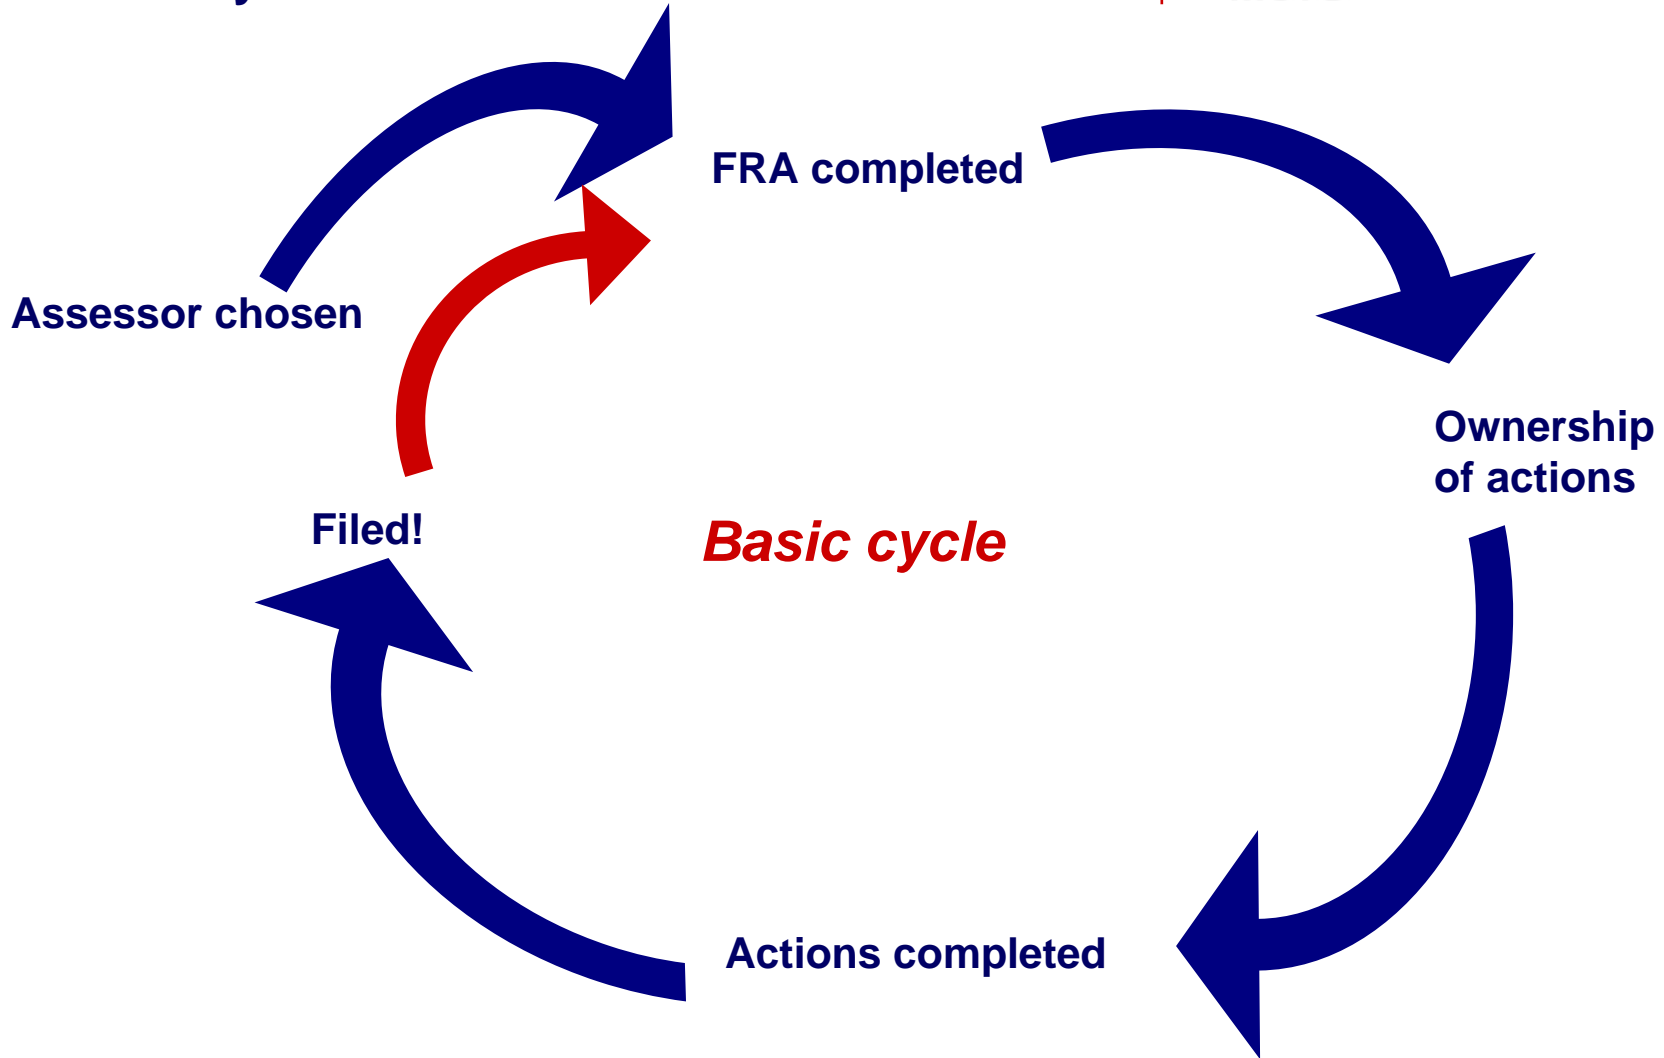 FRA completed
Assessor chosen
Ownership
of actions
Filed!
Basic cycle
Actions completed